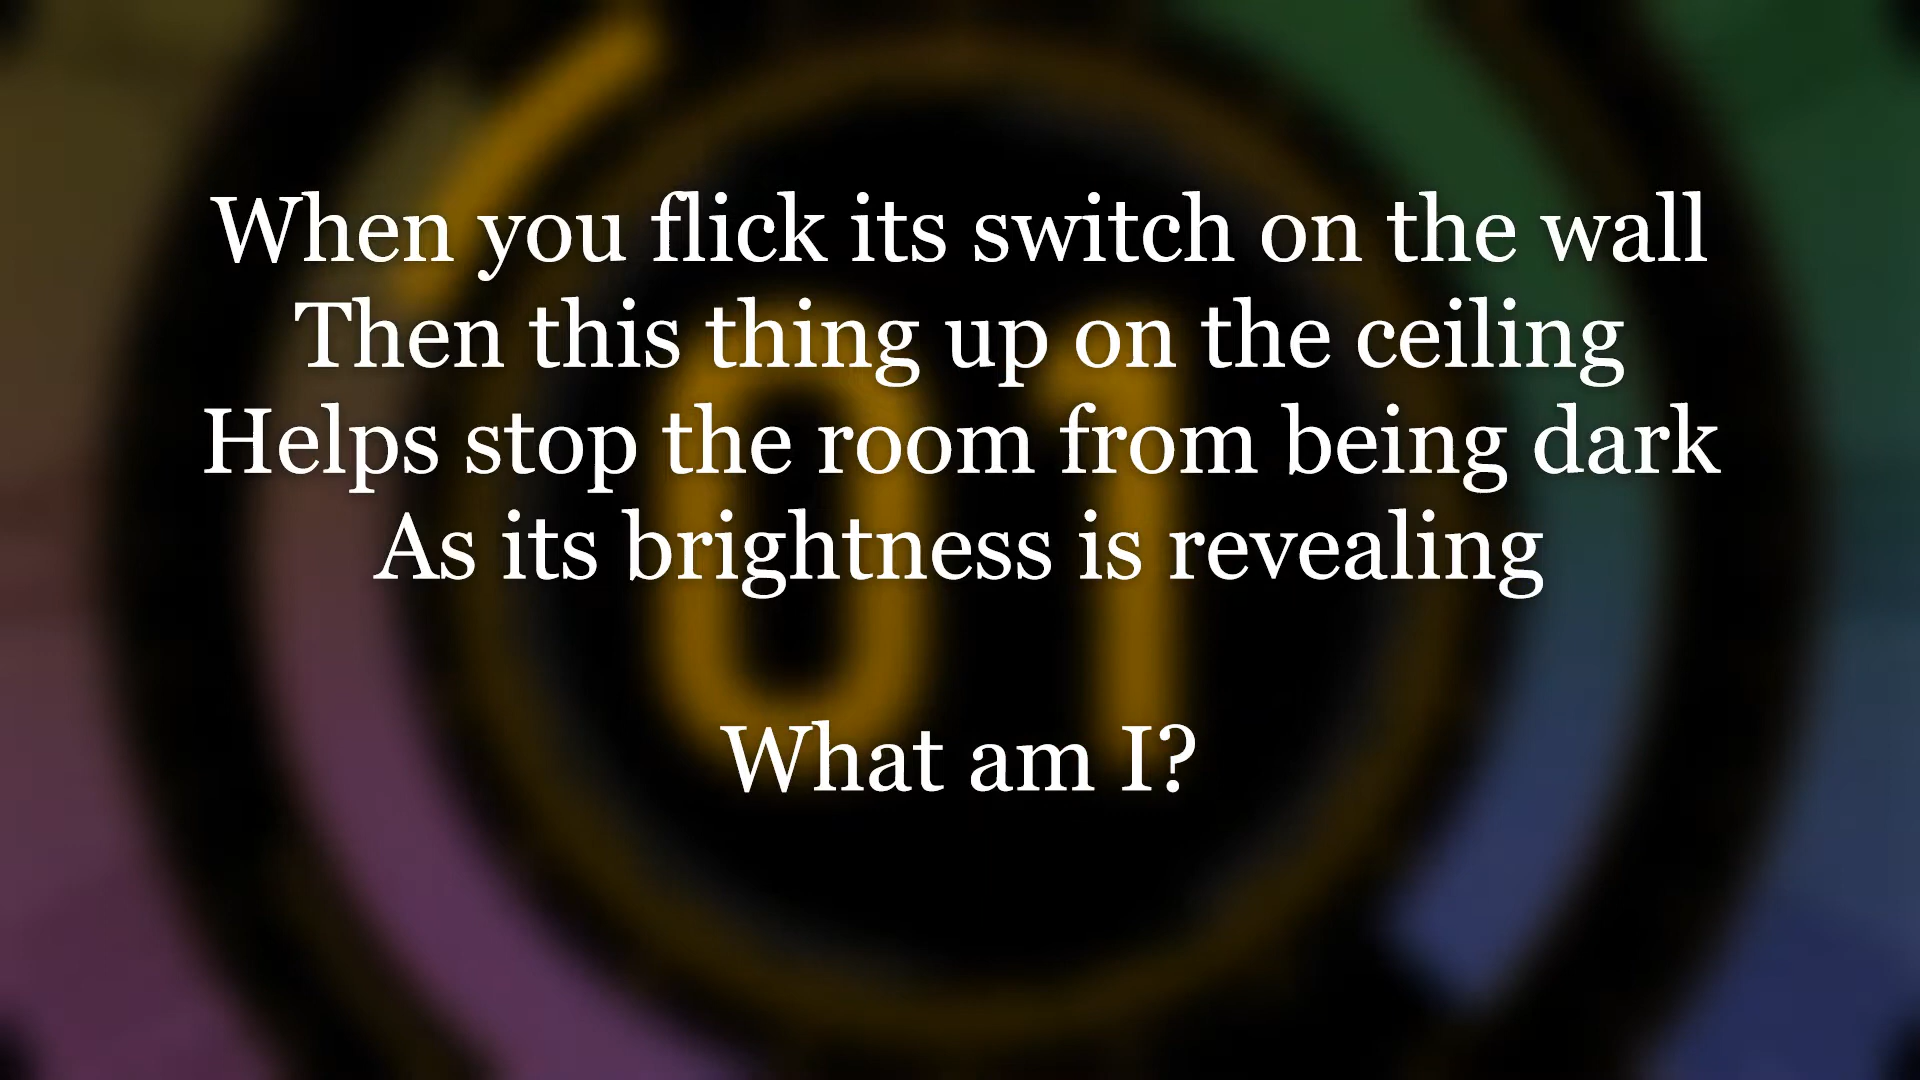 When you flick its switch on the wall
Then this thing up on the ceiling
Helps stop the room from being dark
As its brightness is revealing
What am I?
01